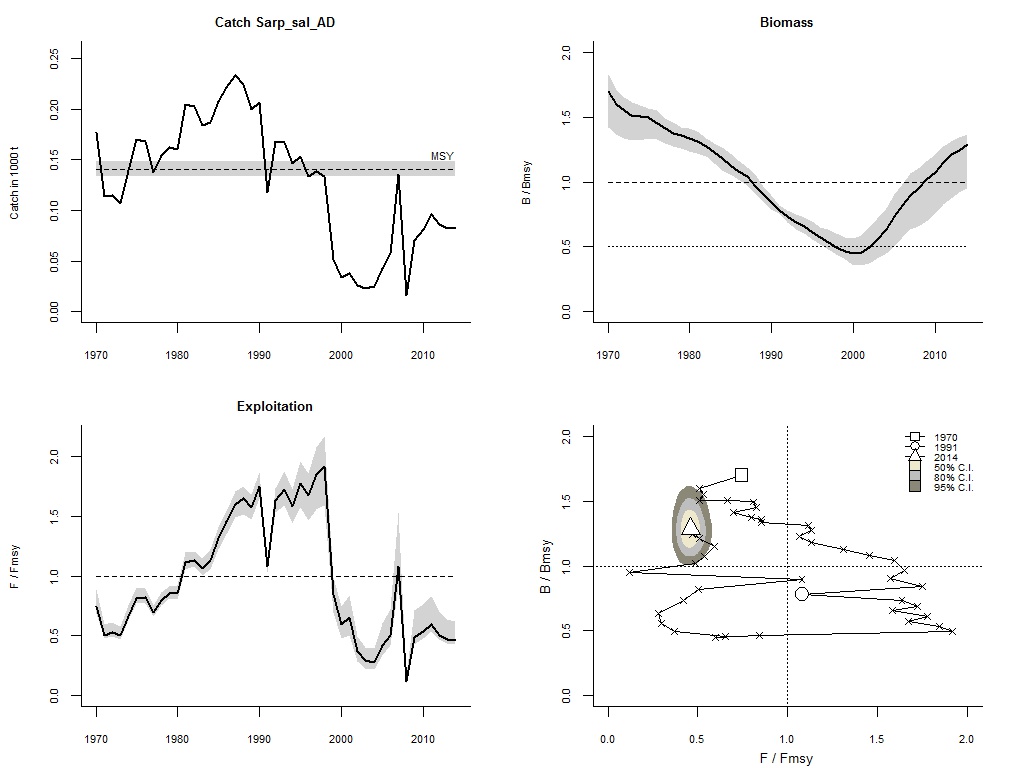 Catch Sarp_sal_AD
Catch in 1000 t
0.00 0.05 0.10 0.15 0.20 0.25
MSY
1970 1980 1990 2000 2010
Biomass
B / Bmsy
0.0 0.5 1.0 1.5 2.0
1970 1980 1990 2000 2010
Exploitation
F / Fmsy
0.0 0.5 1.0 1.5 2.0
1970 1980 1990 2000 2010
B / Bmsy
0.0 0.5 1.0 1.5 2.0
1970
1991
2014
50% C.I.
80% C.I.
95% C.I.
0.0 0.5 1.0 1.5 2.0
F / Fmsy